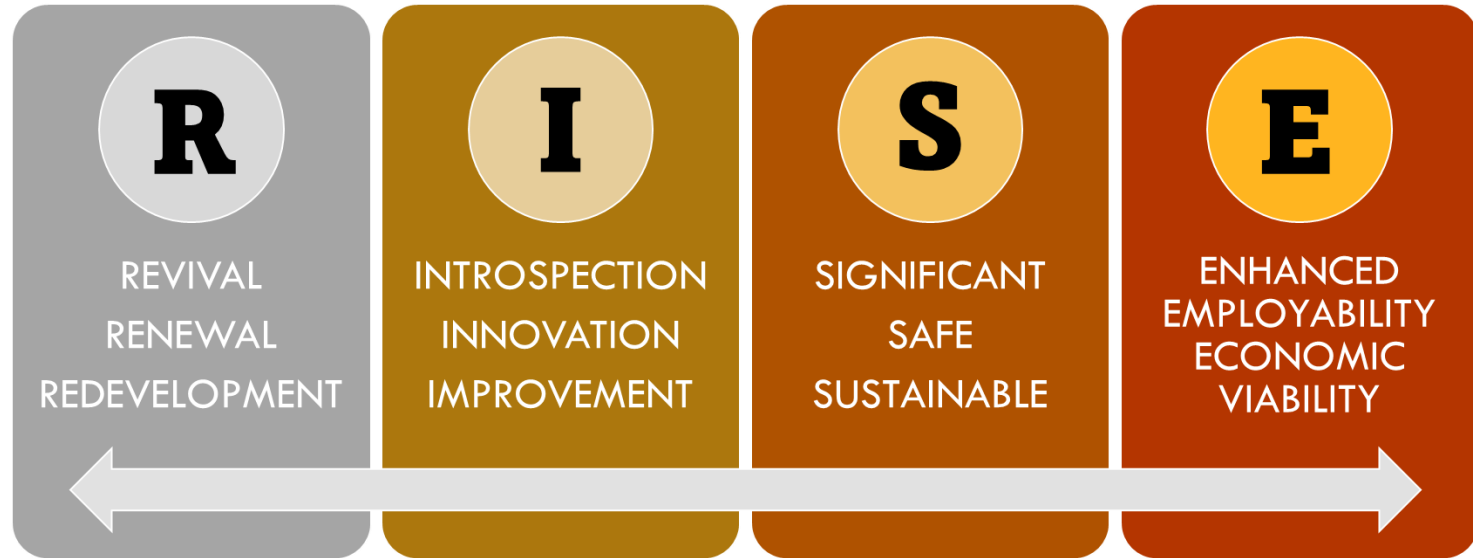 R
REVIVAL
RENEWAL
REDEVELOPMENT
I
INTROSPECTION
INNOVATION
IMPROVEMENT
S
SIGNIFICANT
SAFE
SUSTAINABLE
E
ENHANCED
EMPLOYABILITY
ECONOMIC
VIABILITY